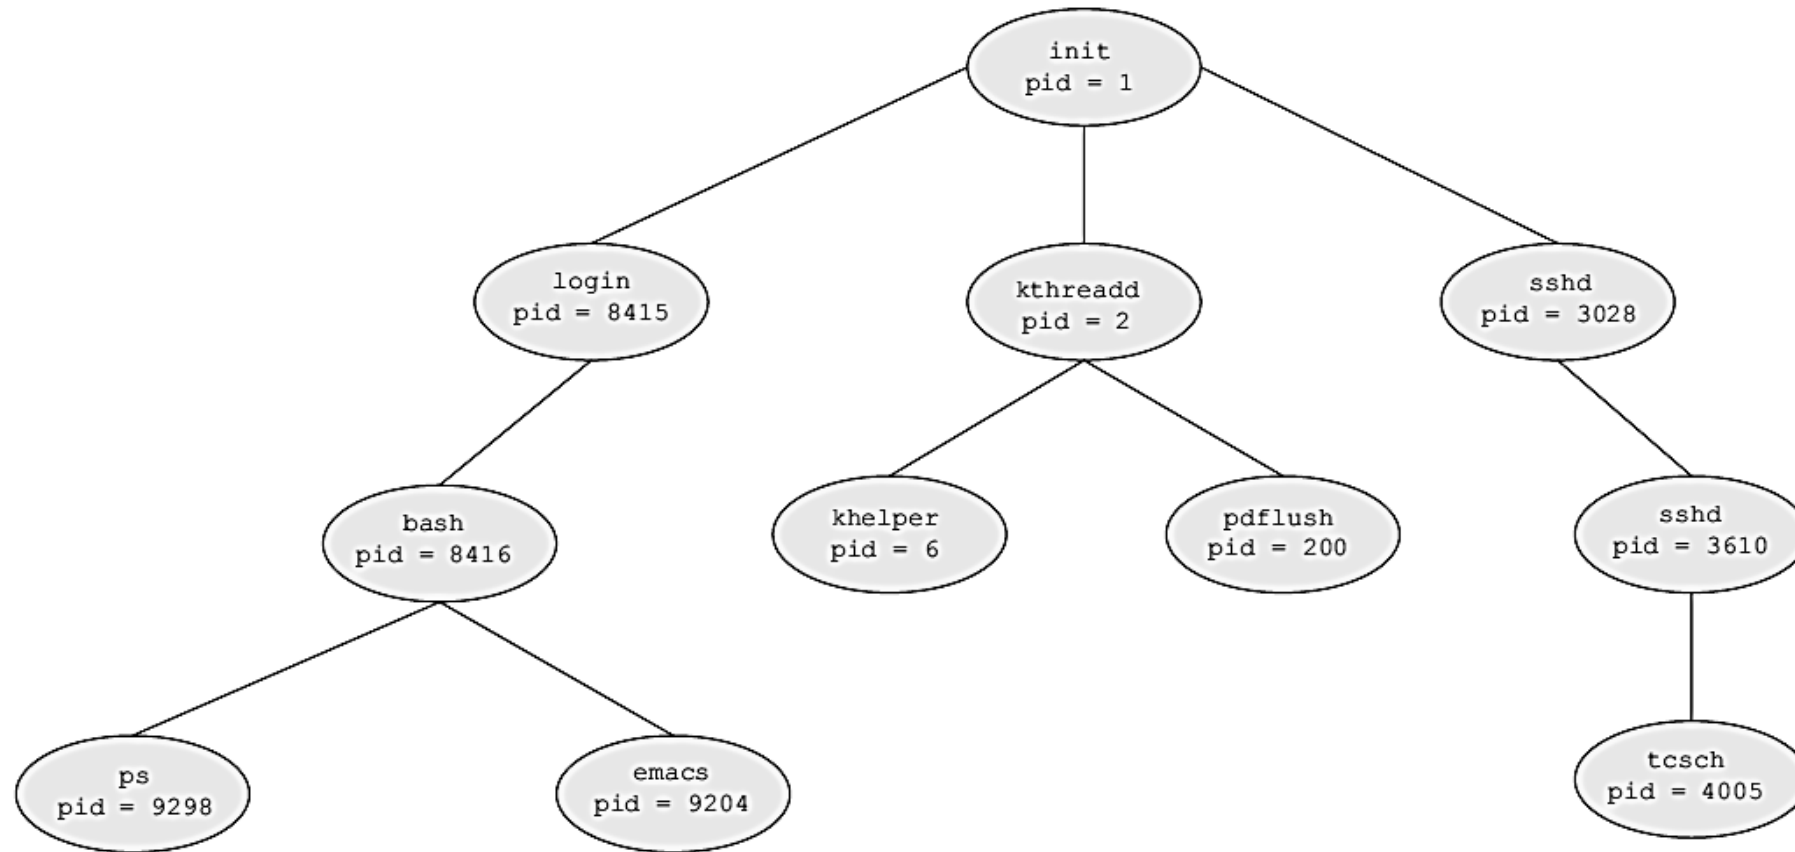 init
pid = 1
login
pid = 8415
kthreadd
pid = 2
sshd
pid = 3028
bash
pid = 8416
khelper
pid = 6
pdflush
pid = 200
sshd
pid = 3610
ps
pid = 9298
emacs
pid = 9204
tcsch
pid = 4005